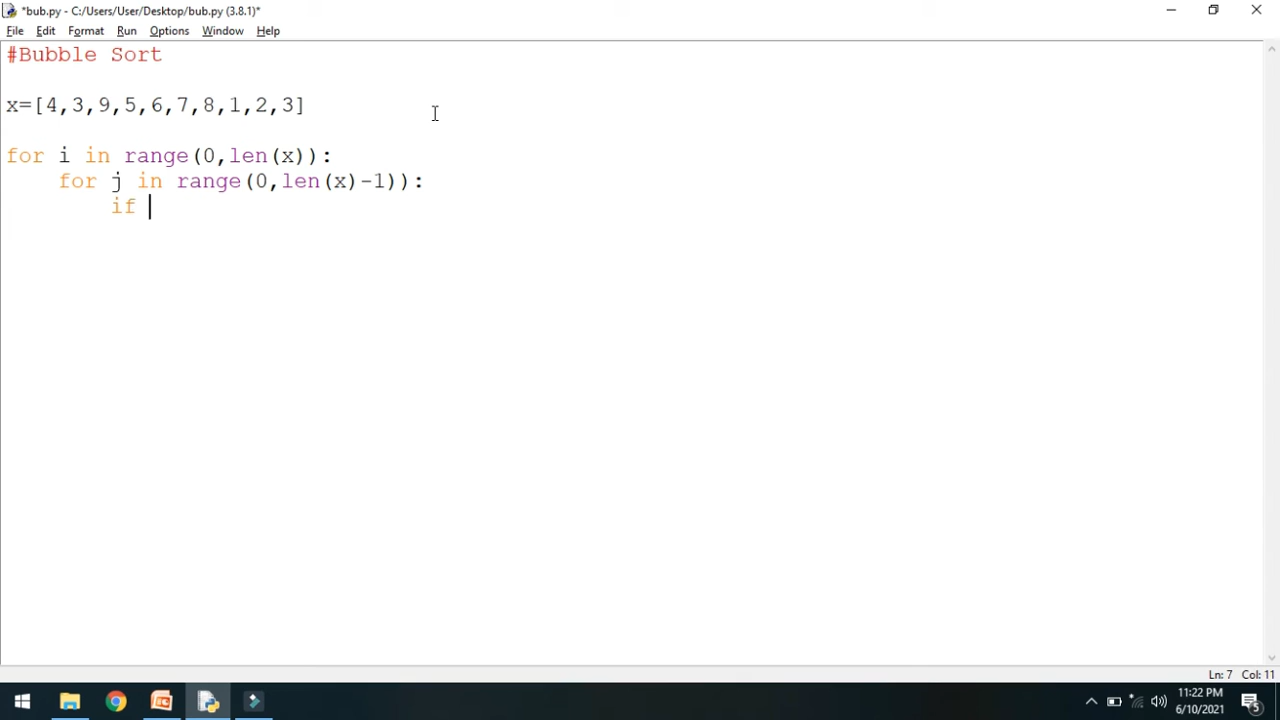 *bub.py - C:/Users/User/Desktop/bub.py (3.8.1)*
File Edit Format Run Options Window Help
#Bubble Sort
x=[4,3,9,5,6,7,8,1,2,3]
for i in range(0,len(x)):
    for j in range(0,len(x)-1)):
        if
Ln: 7 Col: 11
11:22 PM
6/10/2021
5